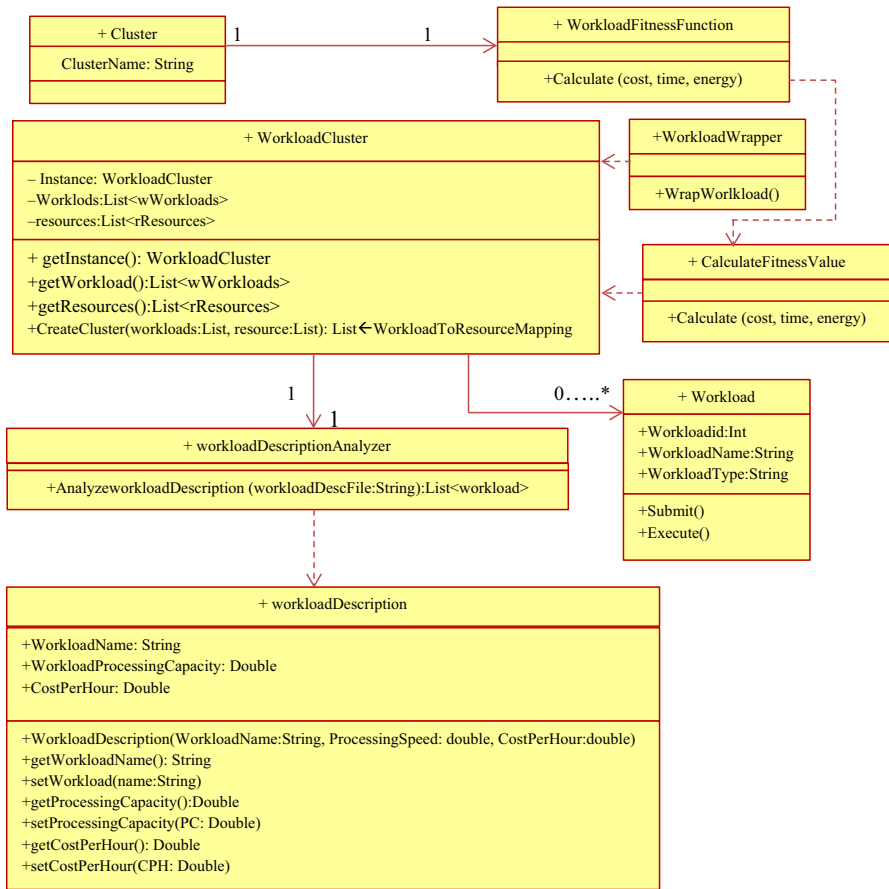 + Cluster
ClusterName: String
1
1
+ WorkloadFitnessFunction
+Calculate (cost, time, energy)
+ WorkloadCluster
– Instance: WorkloadCluster
–Worklods:List<wWorkloads>
–resources:List<rResources>
+ getInstance(): WorkloadCluster
+getWorkload():List<wWorkloads>
+getResources():List<rResources>
+CreateCluster(workloads:List, resource:List): List←WorkloadToResourceMapping
+WorkloadWrapper
+WrapWorlkload()
+ CalculateFitnessValue
+Calculate (cost, time, energy)
1
1
0…..*
+ Workload
+Workloadid:Int
+WorkloadName:String
+WorkloadType:String
+Submit()
+Execute()
+ workloadDescriptionAnalyzer
+AnalyzeworkloadDescription (workloadDescFile:String):List<workload>
+ workloadDescription
+WorkloadName: String
+WorkloadProcessingCapacity: Double
+CostPerHour: Double
+WorkloadDescription(WorkloadName:String, ProcessingSpeed: double, CostPerHour:double)
+getWorkloadName(): String
+setWorkload(name:String)
+getProcessingCapacity():Double
+setProcessingCapacity(PC: Double)
+getCostPerHour(): Double
+setCostPerHour(CPH: Double)